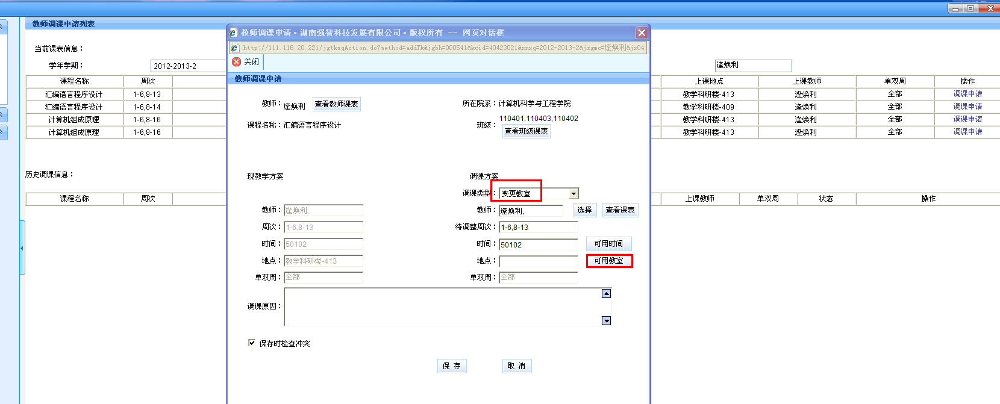 教师调课申请列表
当前课表信息：
学年学期： 2012-2013-2 逄焕利
课程名称 周次 上课地点 上课教师 单双周 操作
汇编语言程序设计 1-6,8-13 教学科研楼-413 逄焕利 全部 调课申请
汇编语言程序设计 1-6,8-14 教学科研楼-409 逄焕利 全部 调课申请
计算机组成原理 1-6,8-16 教学科研楼-413 逄焕利 全部 调课申请
计算机组成原理 1-6,8-16 教学科研楼-413 逄焕利 全部 调课申请
历史调课信息：
课程名称 周次 上课教师 单双周 状态 操作
教师调课申请 - 湖南强智科技发展有限公司 - 版权所有 -- 网页对话框
http://111.116.20.221/jgtksqAction.do?method=addTk&jgbh=000541&kcid=40423021&xnxq=2012-2013-2&jzgmc=逄焕利&jx04
关闭
教师调课申请
教师：逄焕利 查看教师课表 所在院系：计算机科学与工程学院
课程名称：汇编语言程序设计 班级：110401,110403,110402
查看班级课表
现教学方案 调课方案
调课类型：变更教室
教师：逄焕利, 教师：逄焕利, 选择 查看课表
周次：1-6,8-13 待调整周次：1-6,8-13
时间：50102 时间：50102 可用时间
地点：教学科研楼-413 地点： 可用教室
单双周：全部 单双周：全部
调课原因：
保存时检查冲突
保 存 取 消